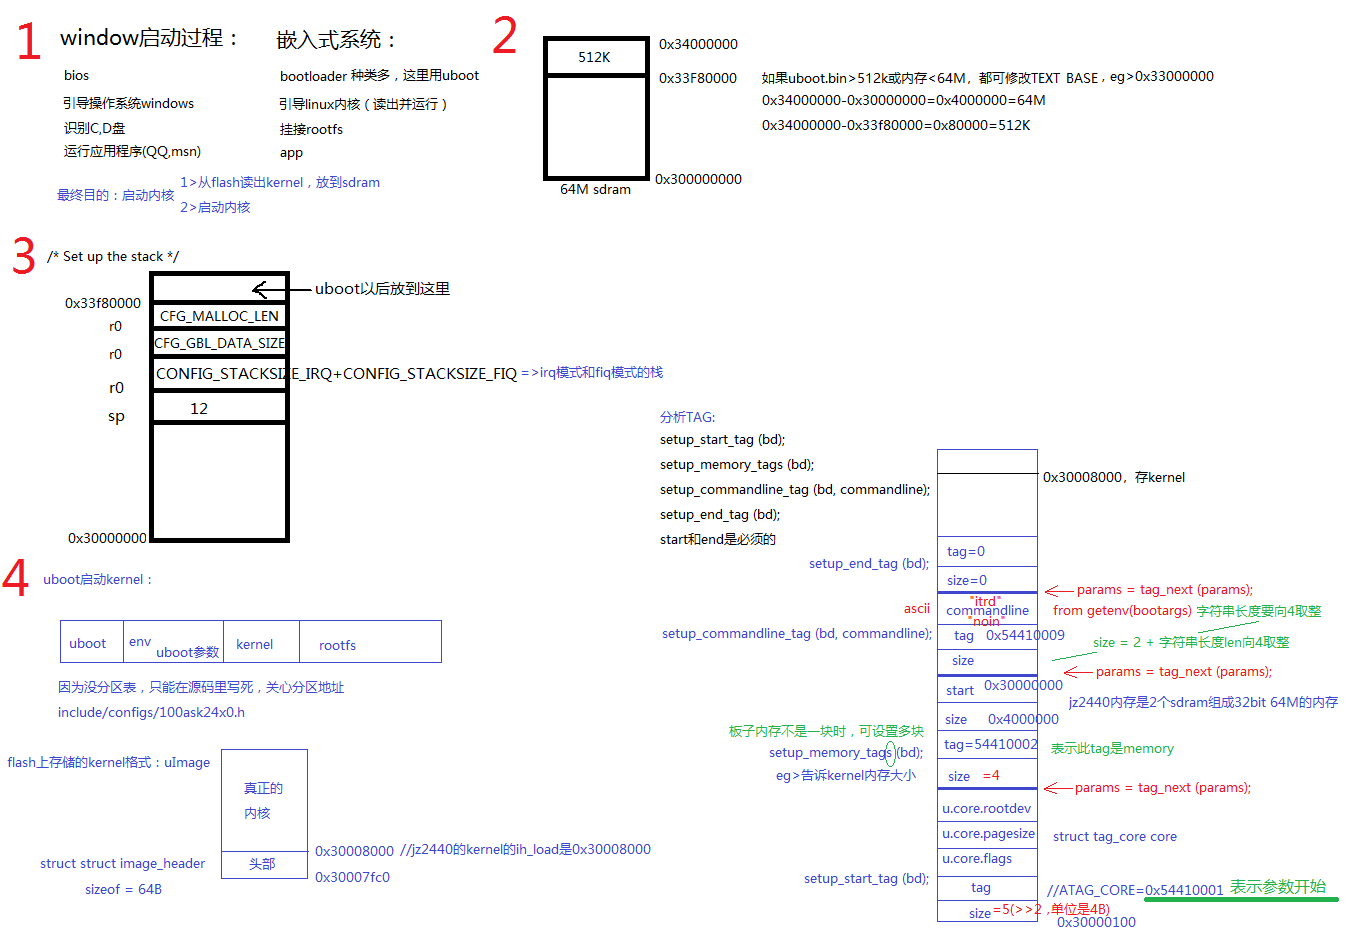 1
window启动过程：
bios
引导操作系统windows
识别C,D盘
运行应用程序(QQ,msn)
嵌入式系统：
bootloader 种类多，这里用uboot
引导linux内核（读出并运行）
挂接rootfs
app
最终目的：启动内核
1>从flash读出kernel，放到sdram
2>启动内核
2
512K
0x34000000
0x33F80000
0x300000000
64M sdram
如果uboot.bin>512k或内存<64M，都可修改TEXT BASE，eg>0x33000000
0x34000000-0x30000000=0x4000000=64M
0x34000000-0x33f80000=0x80000=512K
3
/* Set up the stack */
uboot以后放到这里
0x33f80000
CFG_MALLOC_LEN
r0
CFG_GBL_DATA_SIZE
r0
CONFIG_STACKSIZE_IRQ+CONFIG_STACKSIZE_FIQ
=>irq模式和fiq模式的栈
r0
12
sp
0x30000000
4
uboot启动kernel：
uboot
env
uboot参数
kernel
rootfs
因为没分区表，只能在源码里写死，关心分区地址
include/configs/100ask24x0.h
flash上存储的kernel格式：uImage
真正的
内核
struct struct image_header
sizeof = 64B
头部
0x30008000
//jz2440的kernel的ih_load是0x30008000
0x30007fc0
分析TAG:
setup_start_tag (bd);
setup_memory_tags (bd);
setup_commandline_tag (bd, commandline);
setup_end_tag (bd);
start和end是必须的
0x30008000，存kernel
setup_end_tag (bd);
tag=0
size=0
params = tag_next (params);
ascii
"itrd"
commandline
"noin"
from getenv(bootargs)
字符串长度要向4取整
setup_commandline_tag (bd, commandline);
tag
0x54410009
size = 2 + 字符串长度len向4取整
size
params = tag_next (params);
start
0x30000000
jz2440内存是2个sdram组成32bit 64M的内存
size
0x4000000
板子内存不是一块时，可设置多块
setup_memory_tags (bd);
eg>告诉kernel内存大小
tag=54410002
表示此tag是memory
size
=4
params = tag_next (params);
u.core.rootdev
u.core.pagesize
u.core.flags
struct tag_core core
setup_start_tag (bd);
tag
//ATAG_CORE=0x54410001
表示参数开始
size
=5(>>2 ,单位是4B)
0x30000100